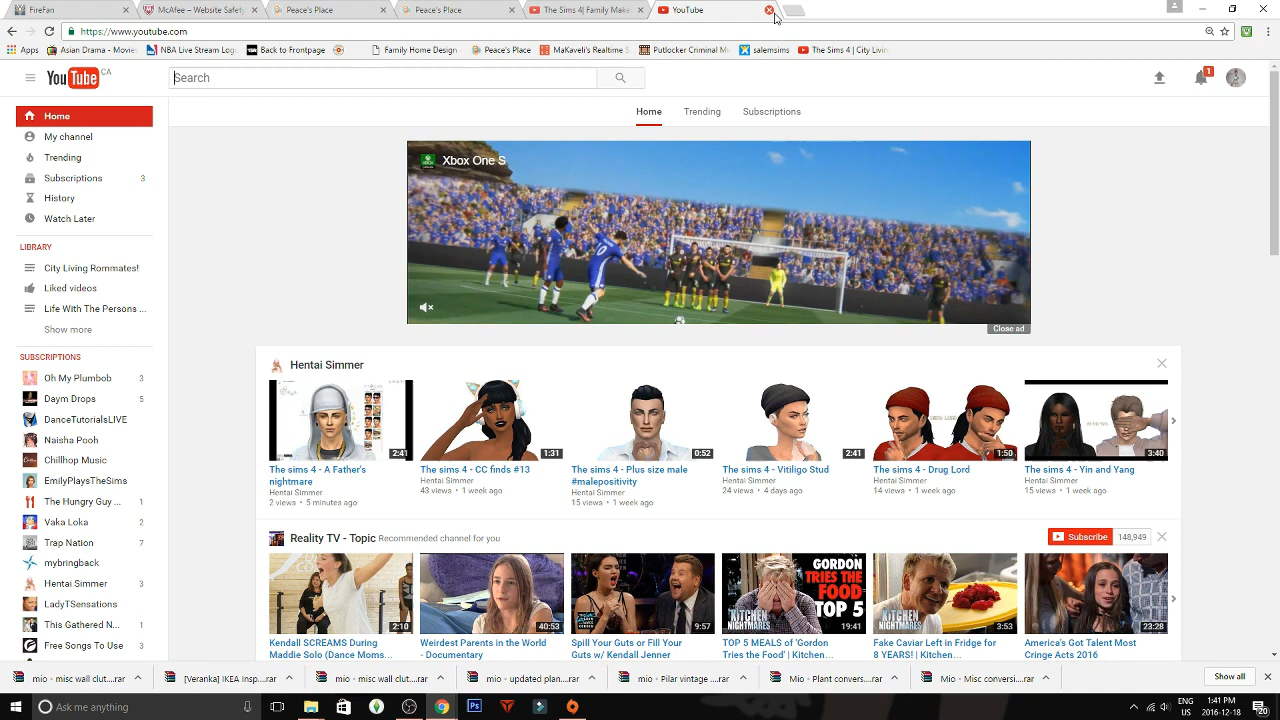 FireFan
McAfee – Website Safety
Peace's Place
Peace's Place
The Sims 4| Family Make
YouTube
https://www.youtube.com
Apps
Asian Drama - Movies
NBA Live Stream Log
Back to Frontpage
Family Home Design
Peace's Place
MaKaveli's Realtime S
Putlocker Criminal Mi
salemsims
The Sims 4 | City Livin
YouTube CA
Search
1
Home Trending Subscriptions
Home
My channel
Trending
Subscriptions 3
History
Watch Later
LIBRARY
City Living Rommates!
Liked videos
Life With The Persons ...
Show more
SUBSCRIPTIONS
Oh My Plumbob 3
Daym Drops 5
DanceTutorialsLIVE
Naisha Pooh
Chillhop Music
EmilyPlaysTheSims
The Hungry Guy ... 1
Vaka Loka 2
Trap Nation 7
mybringback
Hentai Simmer 3
LadyTSensations
This Gathered N... 1
Free Songs To Use 3
Xbox One S
Close ad
Hentai Simmer
2:41
The sims 4 - A Father's
nightmare
Hentai Simmer
2 views • 5 minutes ago
1:31
The sims 4 - CC finds #13
Hentai Simmer
43 views • 1 week ago
0:52
The sims 4 - Plus size male
#malepositivity
Hentai Simmer
15 views • 1 week ago
2:41
The sims 4 - Vitiligo Stud
Hentai Simmer
24 views • 4 days ago
1:50
The sims 4 - Drug Lord
Hentai Simmer
14 views • 1 week ago
3:40
The sims 4 - Yin and Yang
Hentai Simmer
15 views • 1 week ago
Reality TV - Topic Recommended channel for you
Subscribe 148,949
2:10
Kendall SCREAMS During
Maddie Solo (Dance Moms...
40:53
Weirdest Parents in the World
- Documentary
9:57
Spill Your Guts or Fill Your
Guts w/ Kendall Jenner
GORDON
TRIES THE
FOOD
TOP 5
KITCHEN
NIGHTMARES
19:41
TOP 5 MEALS of 'Gordon
Tries the Food' | Kitchen...
KITCHEN
NIGHTMARES
3:53
Fake Caviar Left in Fridge for
8 YEARS! | Kitchen...
23:28
America's Got Talent Most
Cringe Acts 2016
mio - misc wall clut....rar
[Veranka] IKEA Insp....rar
mio - misc wall clut....rar
mio - updated plan....rar
mio - Pilar vintage ....rar
Mio - Plant convers....rar
Mio - Misc conversi....rar
Show all
Ask me anything
Ps
ENG
US
1:41 PM
2016-12-18
20